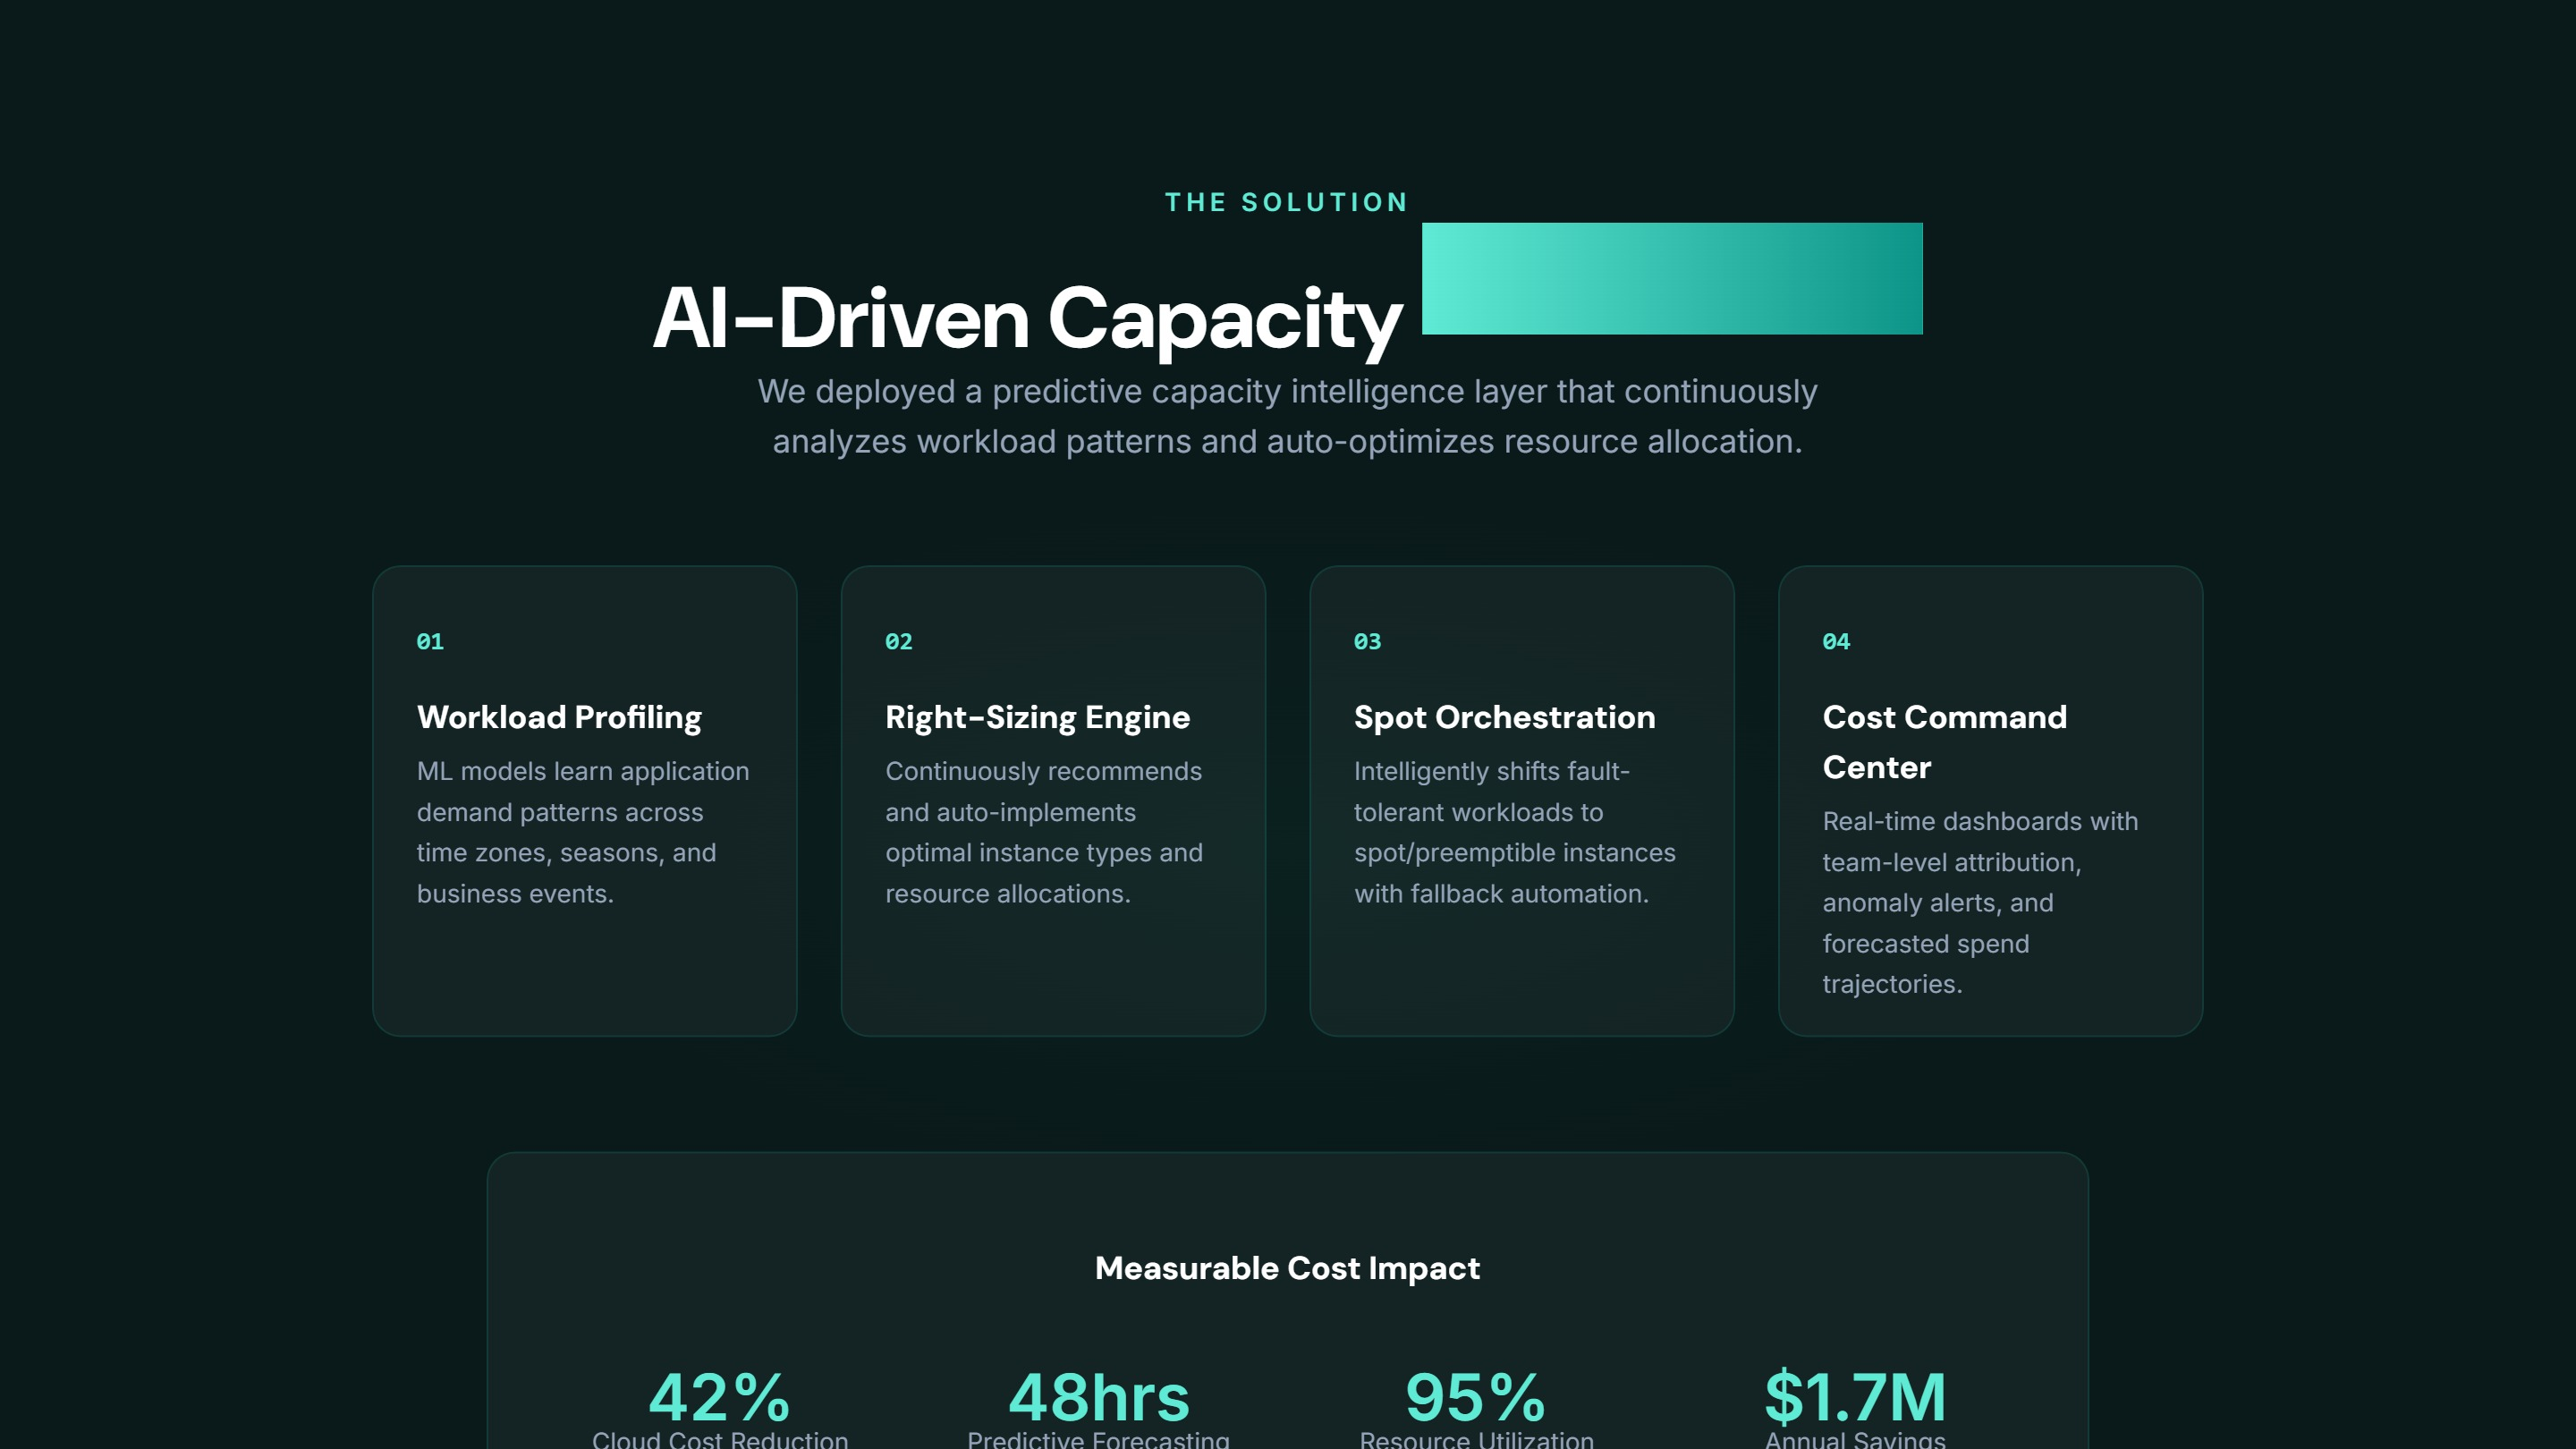 THE SOLUTION
AI-Driven Capacity
We deployed a predictive capacity intelligence layer that continuously
analyzes workload patterns and auto-optimizes resource allocation.
01
Workload Profiling
ML models learn application
demand patterns across
time zones, seasons, and
business events.
02
Right-Sizing Engine
Continuously recommends
and auto-implements
optimal instance types and
resource allocations.
03
Spot Orchestration
Intelligently shifts fault-
tolerant workloads to
spot/preemptible instances
with fallback automation.
04
Cost Command
Center
Real-time dashboards with
team-level attribution,
anomaly alerts, and
forecasted spend
trajectories.
Measurable Cost Impact
42%
48hrs
95%
$1.7M
Cloud Cost Reduction
Predictive Forecasting
Resource Utilization
Annual Savings